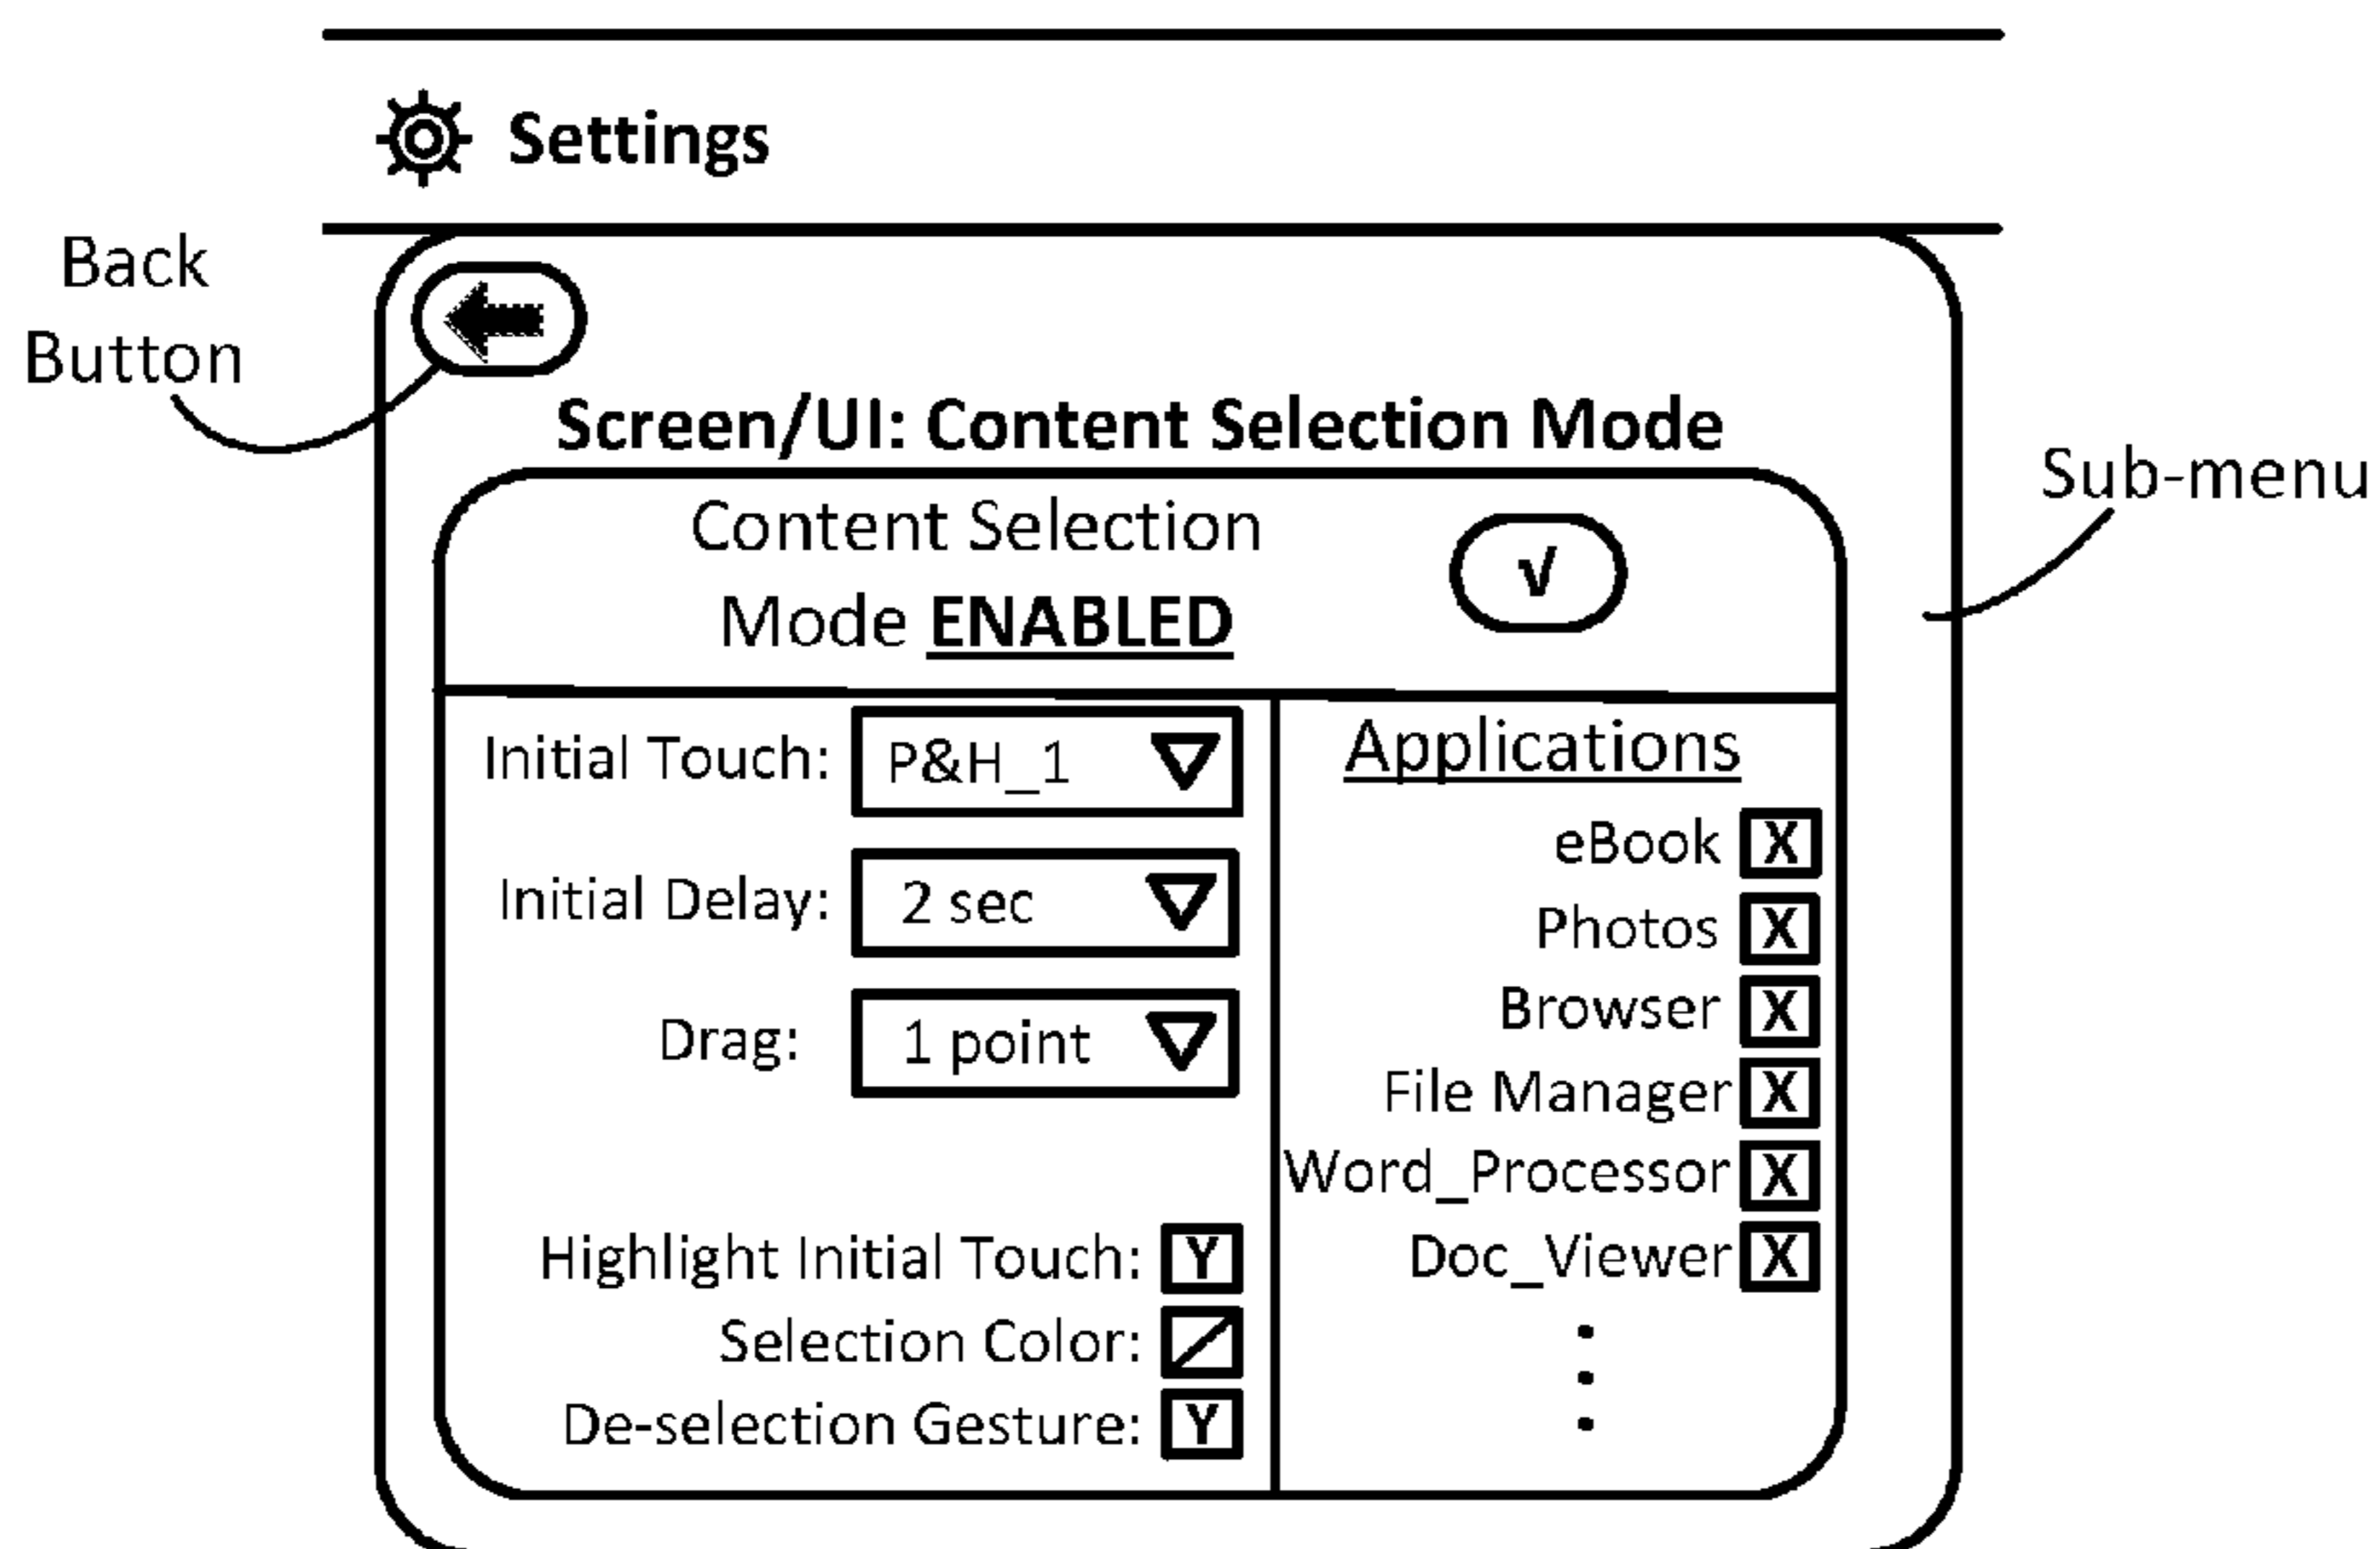 Settings
Back
Button
Screen/UI: Content Selection Mode
Sub-menu
Content Selection
Mode ENABLED
√
Initial Touch: P&H_1
Initial Delay: 2 sec
Drag: 1 point
Highlight Initial Touch: Y
Selection Color:
De-selection Gesture: Y
Applications
eBook X
Photos X
Browser X
File Manager X
Word_Processor X
Doc_Viewer X